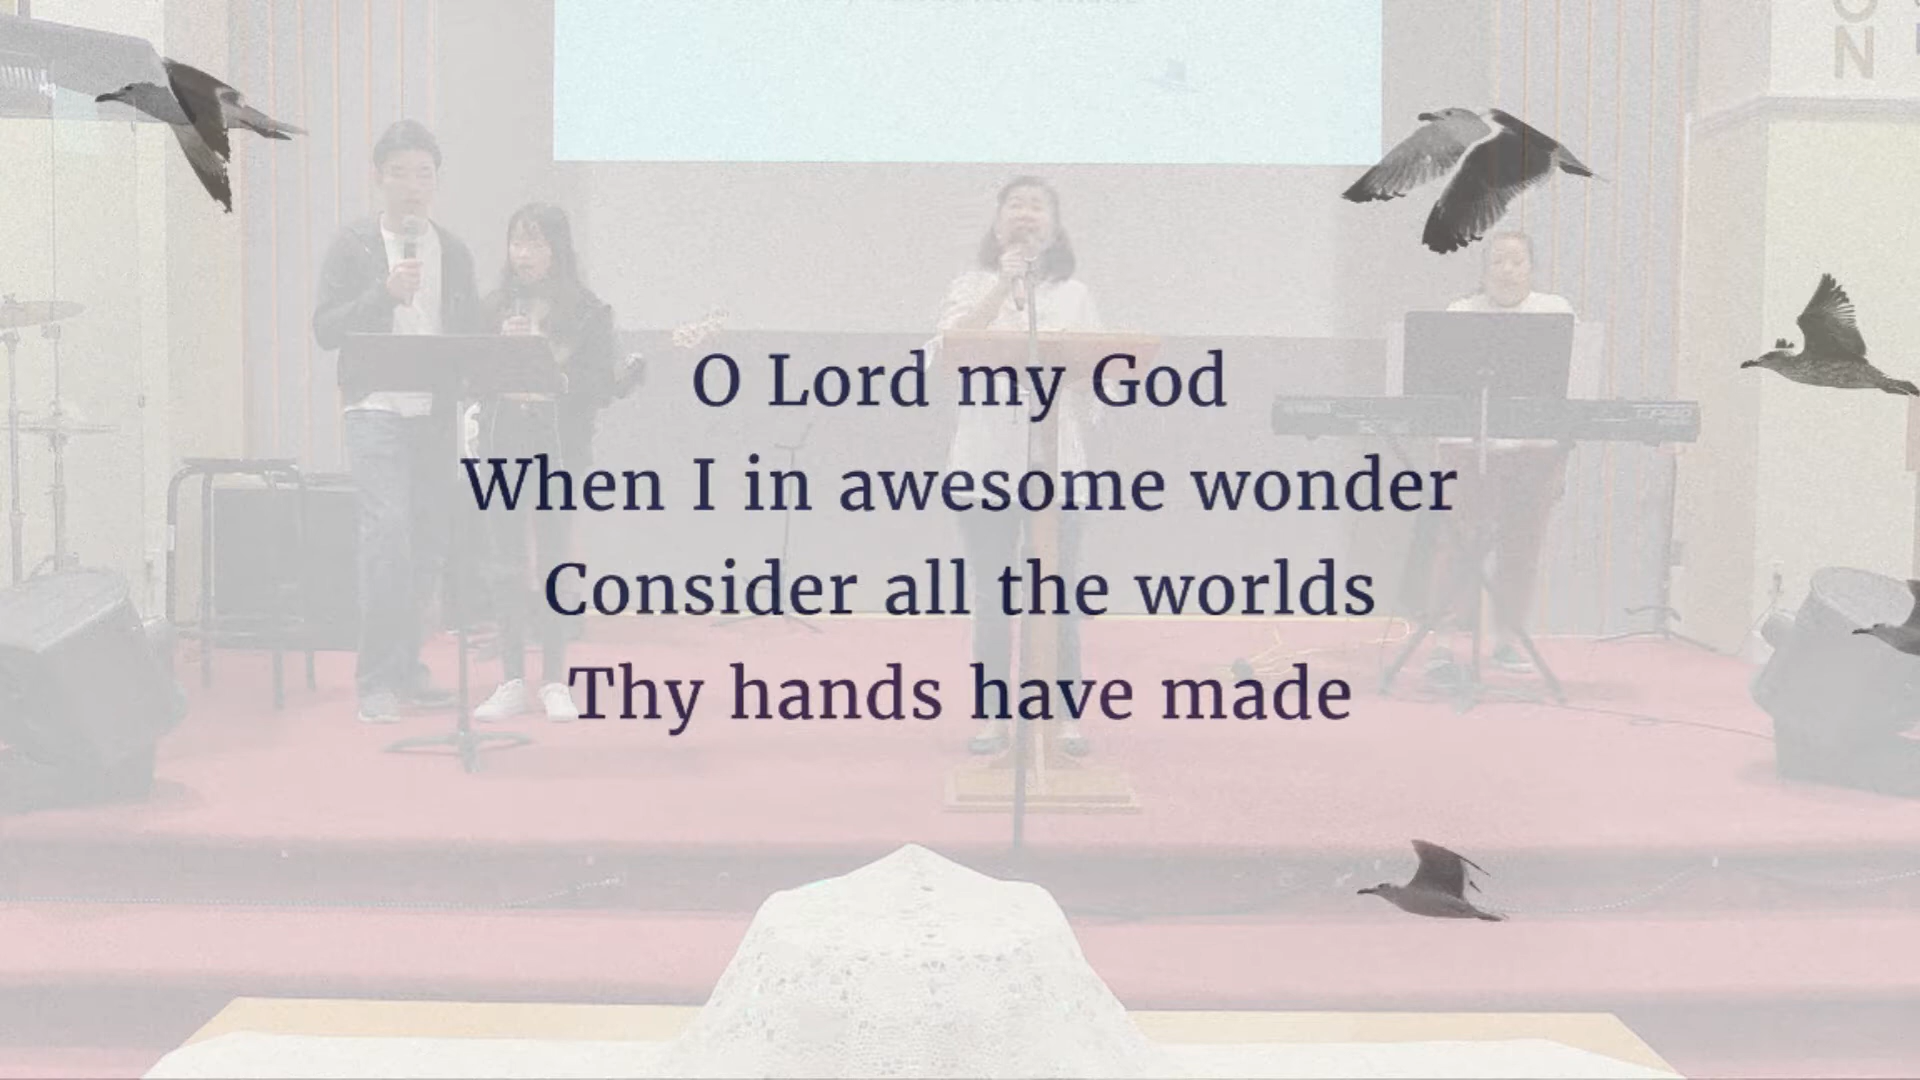 O
N
O Lord my God
When I in awesome wonder
Consider all the worlds
Thy hands have made